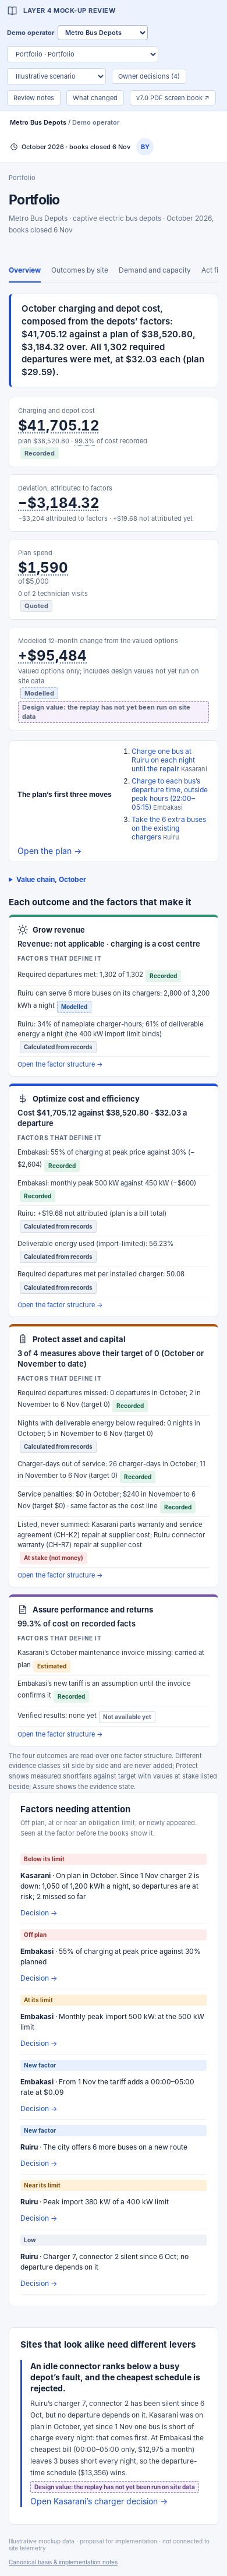 LAYER 4 MOCK-UP REVIEW
Demo operator Metro Bus Depots
Portfolio · Portfolio
Illustrative scenario Owner decisions (4)
Review notes What changed v7.0 PDF screen book ↗
Metro Bus Depots / Demo operator
October 2026 · books closed 6 Nov BY
Portfolio
Portfolio
Metro Bus Depots · captive electric bus depots · October 2026,
books closed 6 Nov
Overview Outcomes by site Demand and capacity Act fi
October charging and depot cost,
composed from the depots’ factors:
$41,705.12 against a plan of $38,520.80,
$3,184.32 over. All 1,302 required
departures were met, at $32.03 each (plan
$29.59).
Charging and depot cost
$41,705.12
plan $38,520.80 · 99.3% of cost recorded
Recorded
Deviation, attributed to factors
−$3,184.32
−$3,204 attributed to factors · +$19.68 not attributed yet
Plan spend
$1,590
of $5,000
0 of 2 technician visits
Quoted
Modelled 12-month change from the valued options
+$95,484
Valued options only; includes design values not yet run on
site data
Modelled
Design value: the replay has not yet been run on site
data
The plan’s first three moves
1. Charge one bus at
Ruiru on each night
until the repair Kasarani
2. Charge to each bus’s
departure time, outside
peak hours (22:00–
05:15) Embakasi
3. Take the 6 extra buses
on the existing
chargers Ruiru
Open the plan →
▶ Value chain, October
Each outcome and the factors that make it
Grow revenue
Revenue: not applicable · charging is a cost centre
FACTORS THAT DEFINE IT
Required departures met: 1,302 of 1,302 Recorded
Ruiru can serve 6 more buses on its chargers: 2,800 of 3,200
kWh a night Modelled
Ruiru: 34% of nameplate charger-hours; 61% of deliverable
energy a night (the 400 kW import limit binds)
Calculated from records
Open the factor structure →
Optimize cost and efficiency
Cost $41,705.12 against $38,520.80 · $32.03 a
departure
FACTORS THAT DEFINE IT
Embakasi: 55% of charging at peak price against 30% (−
$2,604) Recorded
Embakasi: monthly peak 500 kW against 450 kW (−$600)
Recorded
Ruiru: +$19.68 not attributed (plan is a bill total)
Calculated from records
Deliverable energy used (import-limited): 56.23%
Calculated from records
Required departures met per installed charger: 50.08
Calculated from records
Open the factor structure →
Protect asset and capital
3 of 4 measures above their target of 0 (October or
November to date)
FACTORS THAT DEFINE IT
Required departures missed: 0 departures in October; 2 in
November to 6 Nov (target 0) Recorded
Nights with deliverable energy below required: 0 nights in
October; 5 in November to 6 Nov (target 0)
Calculated from records
Charger-days out of service: 26 charger-days in October; 11
in November to 6 Nov (target 0) Recorded
Service penalties: $0 in October; $240 in November to 6
Nov (target $0) · same factor as the cost line Recorded
Listed, never summed: Kasarani parts warranty and service
agreement (CH-K2) repair at supplier cost; Ruiru connector
warranty (CH-R7) repair at supplier cost
At stake (not money)
Open the factor structure →
Assure performance and returns
99.3% of cost on recorded facts
FACTORS THAT DEFINE IT
Kasarani’s October maintenance invoice missing: carried at
plan Estimated
Embakasi’s new tariff is an assumption until the invoice
confirms it Recorded
Verified results: none yet Not available yet
Open the factor structure →
The four outcomes are read over one factor structure. Different
evidence classes sit side by side and are never added; Protect
shows measured shortfalls against target with values at stake listed
beside; Assure shows the evidence state.
Factors needing attention
Off plan, at or near an obligation limit, or newly appeared.
Seen at the factor before the books show it.
Below its limit
Kasarani · On plan in October. Since 1 Nov charger 2 is
down: 1,050 of 1,200 kWh a night, so departures are at
risk; 2 missed so far
Decision →
Off plan
Embakasi · 55% of charging at peak price against 30%
planned
Decision →
At its limit
Embakasi · Monthly peak import 500 kW: at the 500 kW
limit
Decision →
New factor
Embakasi · From 1 Nov the tariff adds a 00:00–05:00
rate at $0.09
Decision →
New factor
Ruiru · The city offers 6 more buses on a new route
Decision →
Near its limit
Ruiru · Peak import 380 kW of a 400 kW limit
Decision →
Low
Ruiru · Charger 7, connector 2 silent since 6 Oct; no
departure depends on it
Decision →
Sites that look alike need different levers
An idle connector ranks below a busy
depot’s fault, and the cheapest schedule is
rejected.
Ruiru’s charger 7, connector 2 has been silent since 6
Oct, but no departure depends on it. Kasarani was on
plan in October, yet since 1 Nov one bus is short of
charge every night: that comes first. At Embakasi the
cheapest bill (00:00–05:00 only, $12,975 a month)
leaves 3 buses short every night, so the departure-
time schedule ($13,356) wins.
Design value: the replay has not yet been run on site data
Open Kasarani’s charger decision →
Illustrative mockup data · proposal for implementation · not connected to
site telemetry
Canonical basis & implementation notes